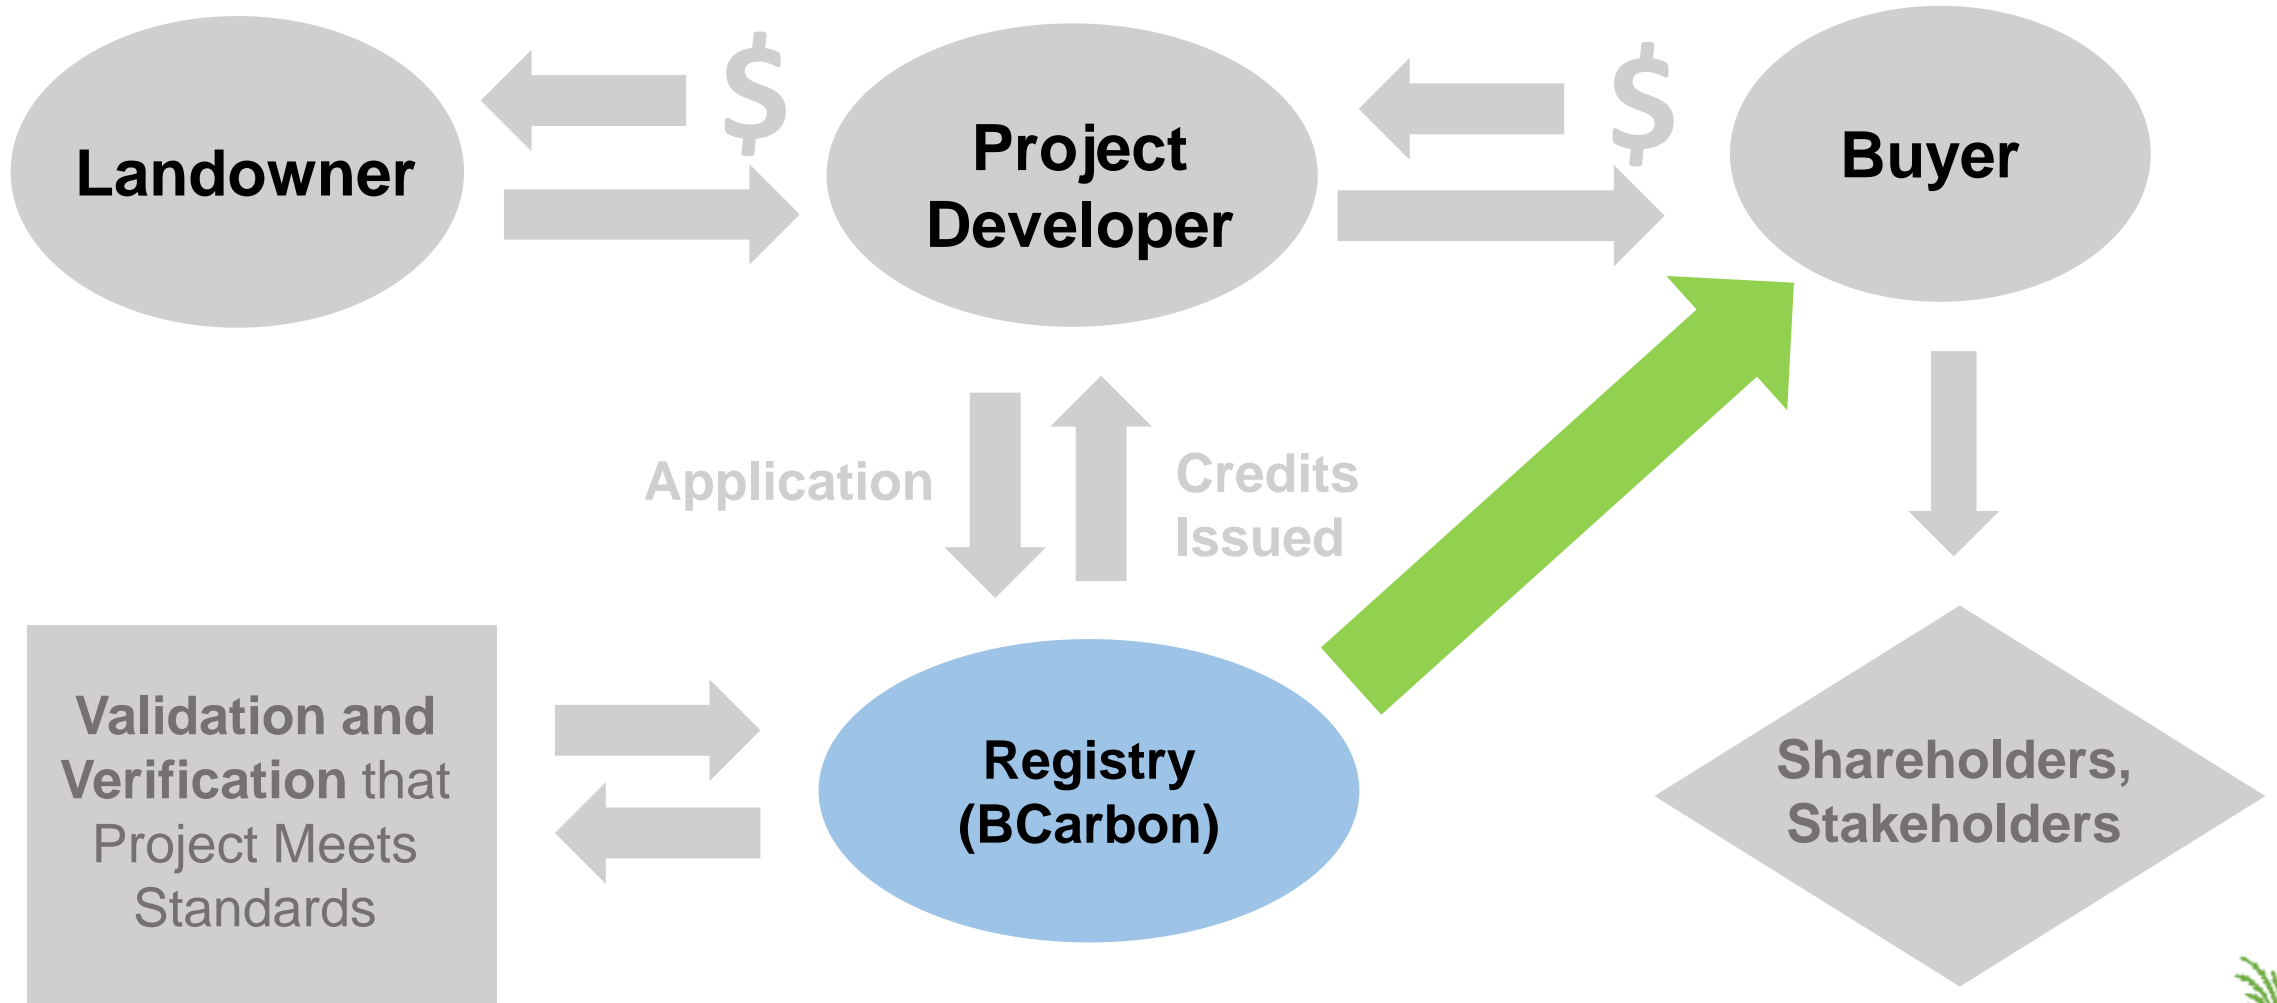 $
$
Landowner
Project
Developer
Buyer
Application
Credits
Issued
Validation and
Verification that
Project Meets
Standards
Registry
(BCarbon)
Shareholders,
Stakeholders